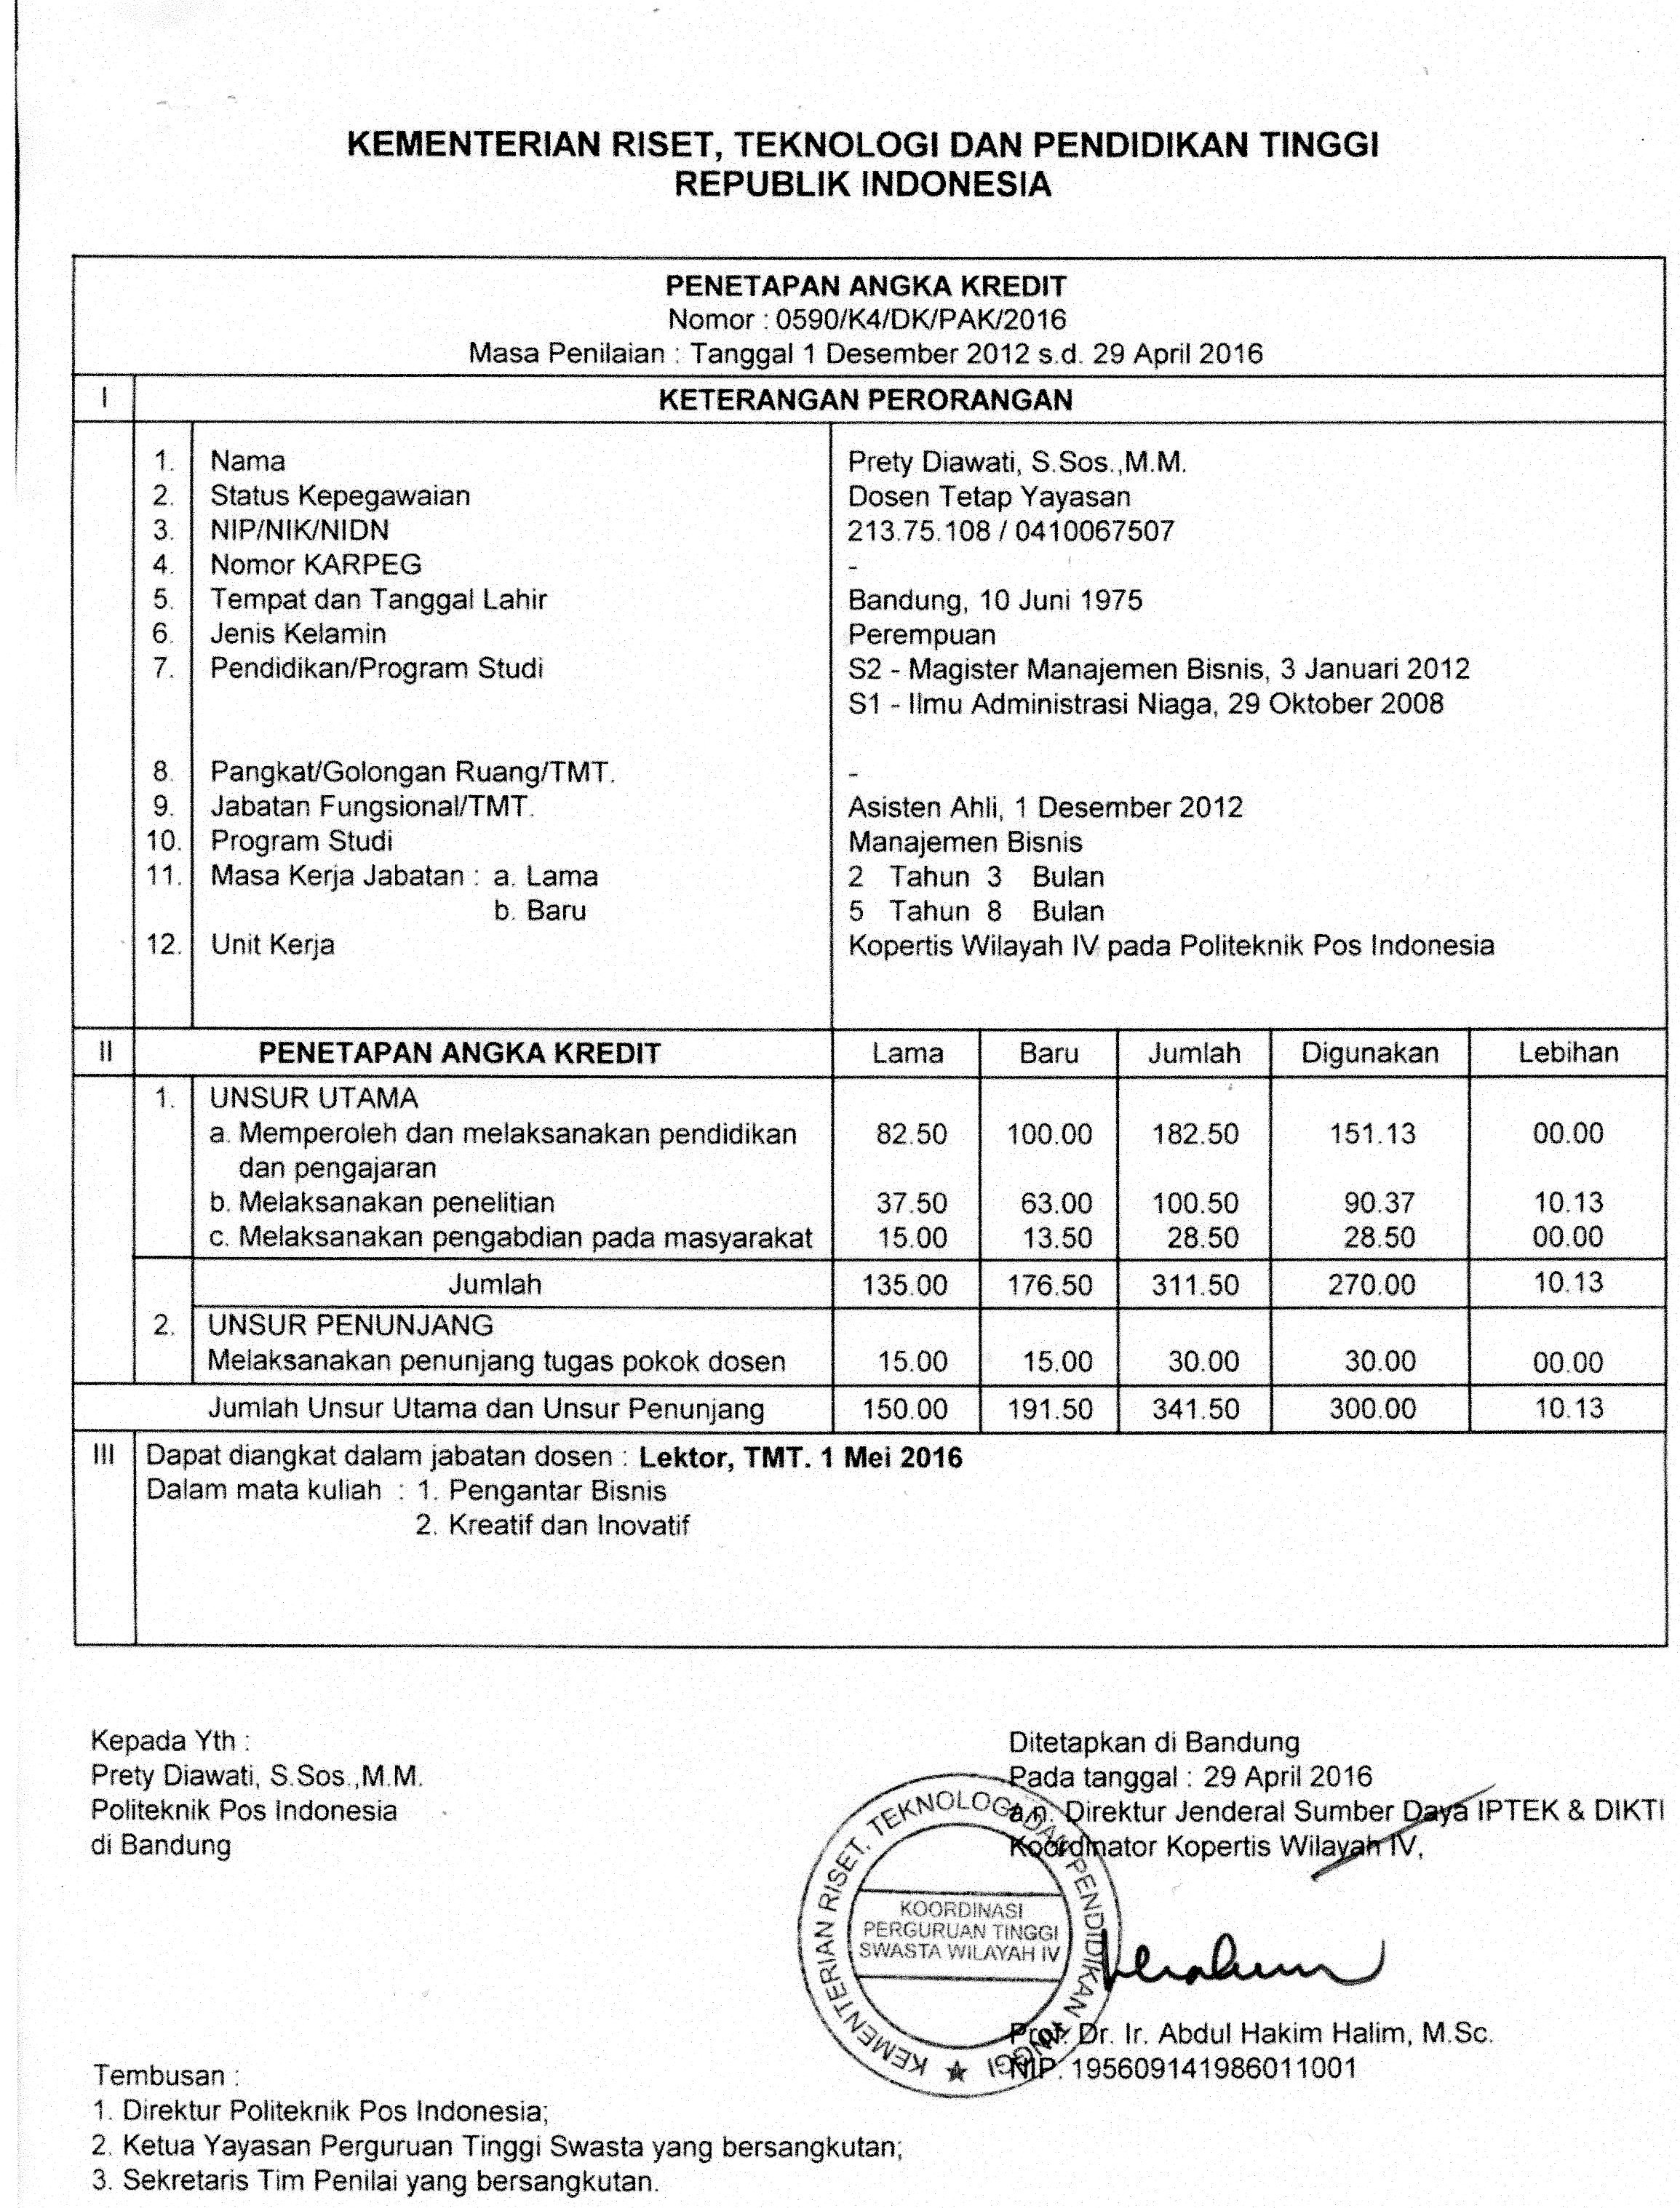 KEMENTERIAN RISET, TEKNOLOGI DAN PENDIDIKAN TINGGI
REPUBLIK INDONESIA
PENETAPAN ANGKA KREDIT
Nomor : 0590/K4/DK/PAK/2016
Masa Penilaian : Tanggal 1 Desember 2012 s.d. 29 April 2016
I KETERANGAN PERORANGAN
1. Nama Prety Diawati, S.Sos.,M.M.
2. Status Kepegawaian Dosen Tetap Yayasan
3. NIP/NIK/NIDN 213.75.108 / 0410067507
4. Nomor KARPEG -
5. Tempat dan Tanggal Lahir Bandung, 10 Juni 1975
6. Jenis Kelamin Perempuan
7. Pendidikan/Program Studi S2 - Magister Manajemen Bisnis, 3 Januari 2012
S1 - Ilmu Administrasi Niaga, 29 Oktober 2008
8. Pangkat/Golongan Ruang/TMT. -
9. Jabatan Fungsional/TMT. Asisten Ahli, 1 Desember 2012
10. Program Studi Manajemen Bisnis
11. Masa Kerja Jabatan : a. Lama 2 Tahun 3 Bulan
b. Baru 5 Tahun 8 Bulan
12. Unit Kerja Kopertis Wilayah IV pada Politeknik Pos Indonesia
II PENETAPAN ANGKA KREDIT Lama Baru Jumlah Digunakan Lebihan
1. UNSUR UTAMA
a. Memperoleh dan melaksanakan pendidikan 82.50 100.00 182.50 151.13 00.00
dan pengajaran
b. Melaksanakan penelitian 37.50 63.00 100.50 90.37 10.13
c. Melaksanakan pengabdian pada masyarakat 15.00 13.50 28.50 28.50 00.00
Jumlah 135.00 176.50 311.50 270.00 10.13
2. UNSUR PENUNJANG
Melaksanakan penunjang tugas pokok dosen 15.00 15.00 30.00 30.00 00.00
Jumlah Unsur Utama dan Unsur Penunjang 150.00 191.50 341.50 300.00 10.13
III Dapat diangkat dalam jabatan dosen : Lektor, TMT. 1 Mei 2016
Dalam mata kuliah : 1. Pengantar Bisnis
2. Kreatif dan Inovatif
Kepada Yth :
Prety Diawati, S.Sos.,M.M.
Politeknik Pos Indonesia
di Bandung
Ditetapkan di Bandung
Pada tanggal : 29 April 2016
a.n. Direktur Jenderal Sumber Daya IPTEK & DIKTI
Koordinator Kopertis Wilayah IV,
KEMENTERIAN RISET, TEKNOLOGI DAN PENDIDIKAN TINGGI
KOORDINASI
PERGURUAN TINGGI
SWASTA WILAYAH IV
Prof. Dr. Ir. Abdul Hakim Halim, M.Sc.
NIP. 195609141986011001
Tembusan :
1. Direktur Politeknik Pos Indonesia;
2. Ketua Yayasan Perguruan Tinggi Swasta yang bersangkutan;
3. Sekretaris Tim Penilai yang bersangkutan.